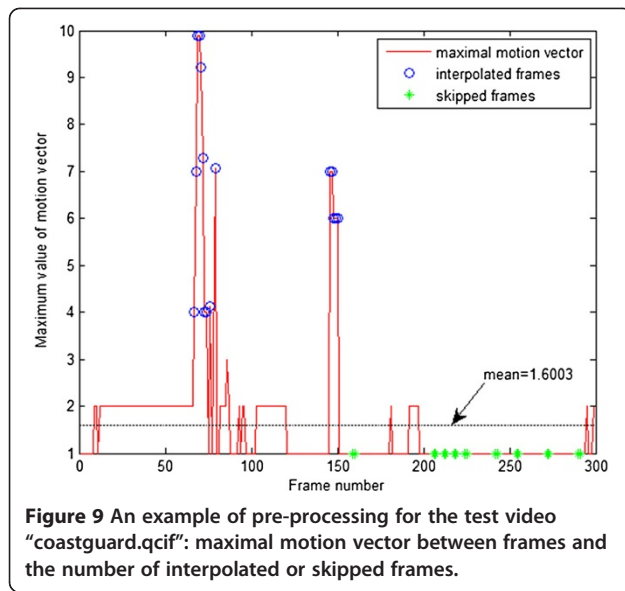 10
9
8
7
6
5
4
3
2
1
Maximum value of motion vector
maximal motion vector
interpolated frames
skipped frames
mean=1.6003
0
50
100
150
200
250
300
Frame number
Figure 9 An example of pre-processing for the test video
"coastguard.qcif": maximal motion vector between frames and
the number of interpolated or skipped frames.